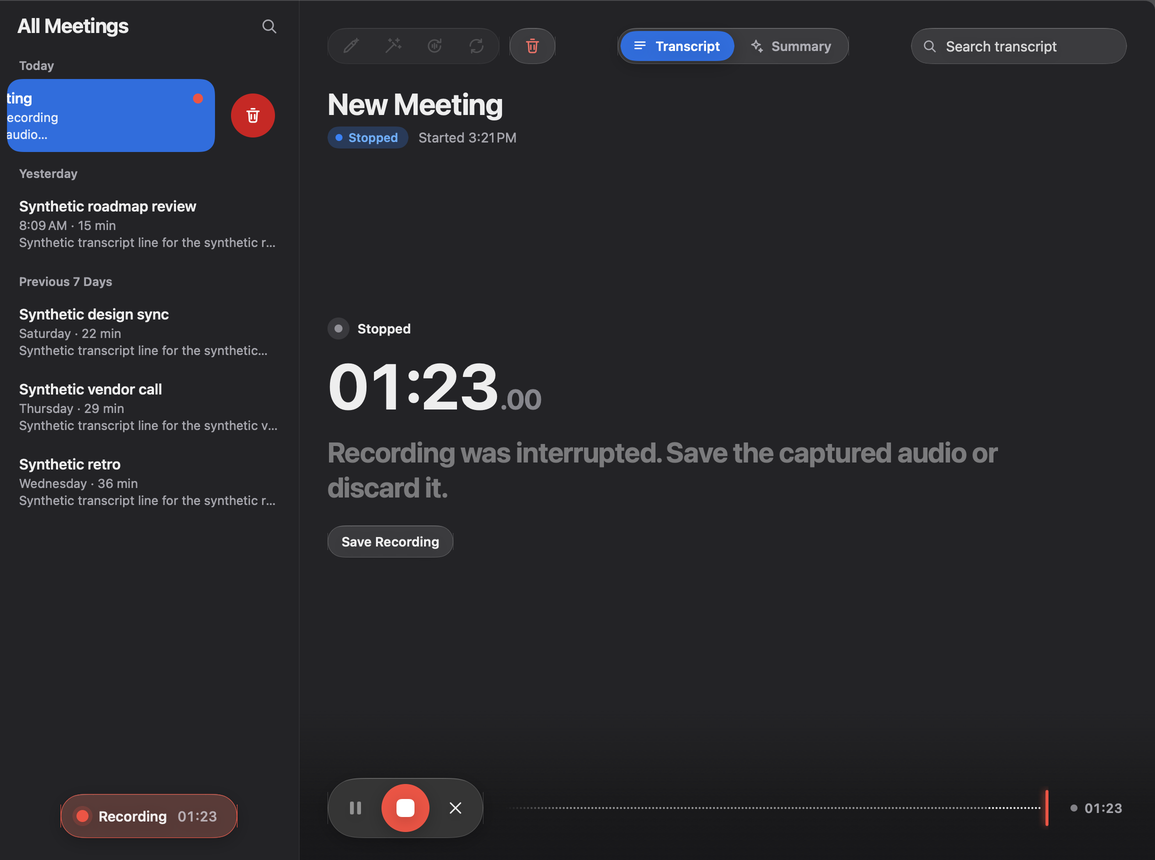 All Meetings
Today
ting
ecording
audio...
Yesterday
Synthetic roadmap review
8:09 AM · 15 min
Synthetic transcript line for the synthetic r...
Previous 7 Days
Synthetic design sync
Saturday · 22 min
Synthetic transcript line for the synthetic...
Synthetic vendor call
Thursday · 29 min
Synthetic transcript line for the synthetic v...
Synthetic retro
Wednesday · 36 min
Synthetic transcript line for the synthetic r...
Recording 01:23
Transcript
Summary
Search transcript
New Meeting
Stopped
Started 3:21 PM
Stopped
01:23.00
Recording was interrupted. Save the captured audio or
discard it.
Save Recording
01:23